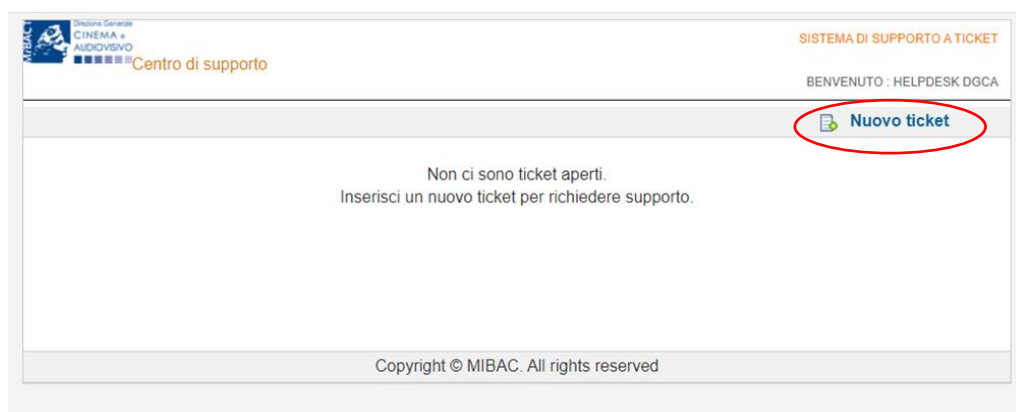 MiBACT
Direzione Generale
CINEMA e
AUDIOVISIVO
Centro di supporto
SISTEMA DI SUPPORTO A TICKET
BENVENUTO : HELPDESK DGCA
Nuovo ticket
Non ci sono ticket aperti.
Inserisci un nuovo ticket per richiedere supporto.
Copyright © MIBAC. All rights reserved